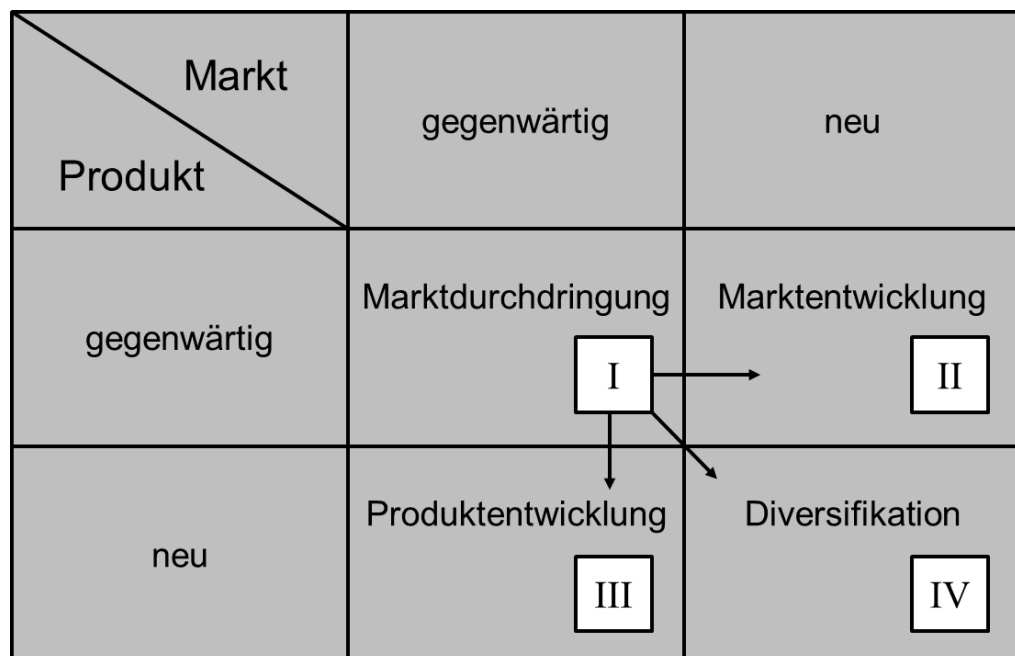 Markt
Produkt
gegenwärtig
neu
gegenwärtig
Marktdurchdringung
I
Marktentwicklung
II
neu
Produktentwicklung
III
Diversifikation
IV